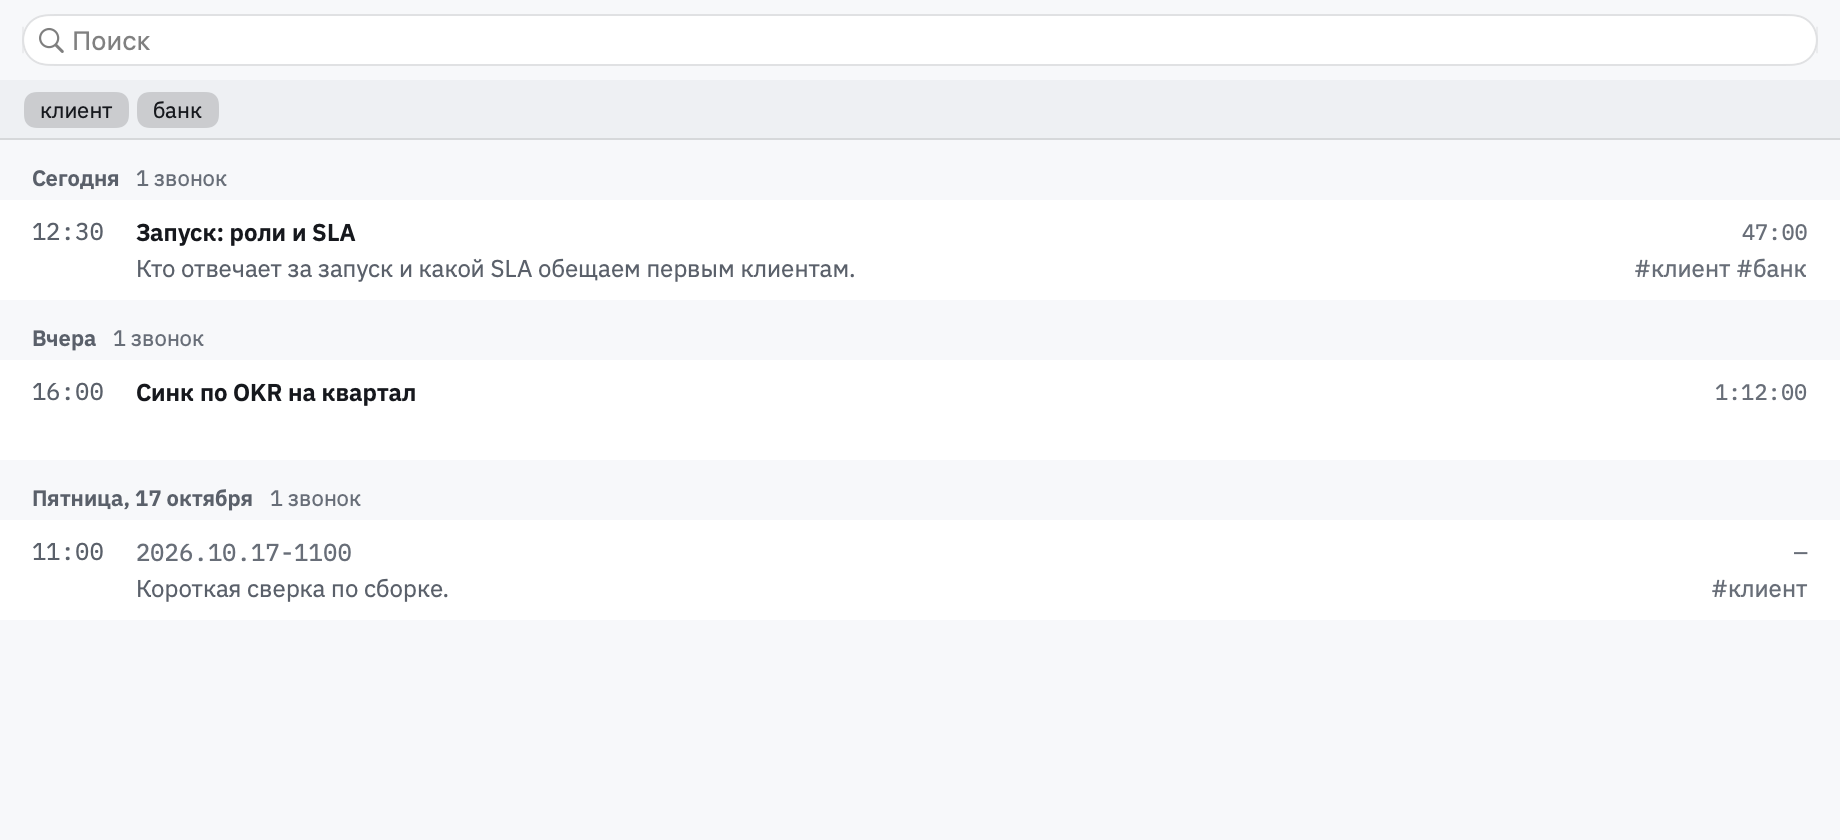 Поиск
клиент банк
Сегодня 1 звонок
12:30 Запуск: роли и SLA 47:00
Кто отвечает за запуск и какой SLA обещаем первым клиентам. #клиент #банк
Вчера 1 звонок
16:00 Синк по OKR на квартал 1:12:00
Пятница, 17 октября 1 звонок
11:00 2026.10.17-1100 —
Короткая сверка по сборке. #клиент